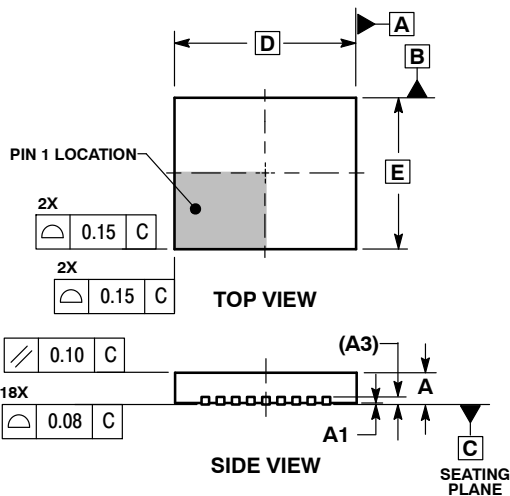 D
A
B
PIN 1 LOCATION
E
2X
⌓ 0.15 C
2X
⌓ 0.15 C
TOP VIEW
// 0.10 C
(A3)
A
18X
⌓ 0.08 C
A1
C
SIDE VIEW
SEATING
PLANE